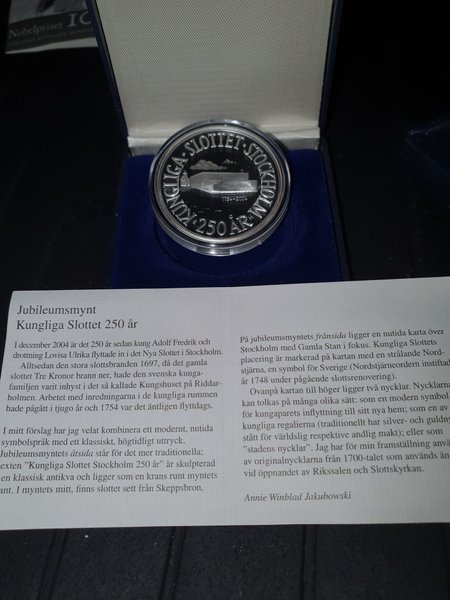 Nobelpriset 10
KUNGLIGA · SLOTTET · STOCKHOLM
1754-2004
· 250 ÅR ·
Jubileumsmynt
Kungliga Slottet 250 år
I december 2004 är det 250 år sedan kung Adolf Fredrik och
drottning Lovisa Ulrika flyttade in i det Nya Slottet i Stockholm.
Alltsedan den stora slottsbranden 1697, då det gamla
slottet Tre Kronor brann ner, hade den svenska kunga-
familjen varit inhyst i det så kallade Kungshuset på Riddar-
holmen. Arbetet med inredningarna i de kungliga rummen
hade pågått i tjugo år och 1754 var det äntligen flyttdags.
I mitt förslag har jag velat kombinera ett modernt, nutida
symbolspråk med ett klassiskt, högtidligt uttryck.
Jubileumsmyntets åtsida står för det mer traditionella;
texten "Kungliga Slottet Stockholm 250 år" är skulpterad
en klassisk antikva och ligger som en krans runt myntets
ant. I myntets mitt, finns slottet sett från Skeppsbron.
På jubileumsmyntets frånsida ligger en nutida karta över
Stockholm med Gamla Stan i fokus. Kungliga Slottets
placering är markerad på kartan med en strålande Nord-
stjärna, en symbol för Sverige (Nordstjärneordern instiftad
år 1748 under pågående slottsrenovering).
Ovanpå kartan till höger ligger två nycklar. Nycklarna
kan tolkas på många olika sätt: som en modern symbol
för kungaparets inflyttning till sitt nya hem; som en av
kungliga regalierna (traditionellt har silver- och guldny
stått för världslig respektive andlig makt); eller som
"stadens nycklar". Jag har för min framställning använt
av originalnycklarna från 1700-talet som används än
vid öppnandet av Rikssalen och Slottskyrkan.
Annie Winblad Jakubowski